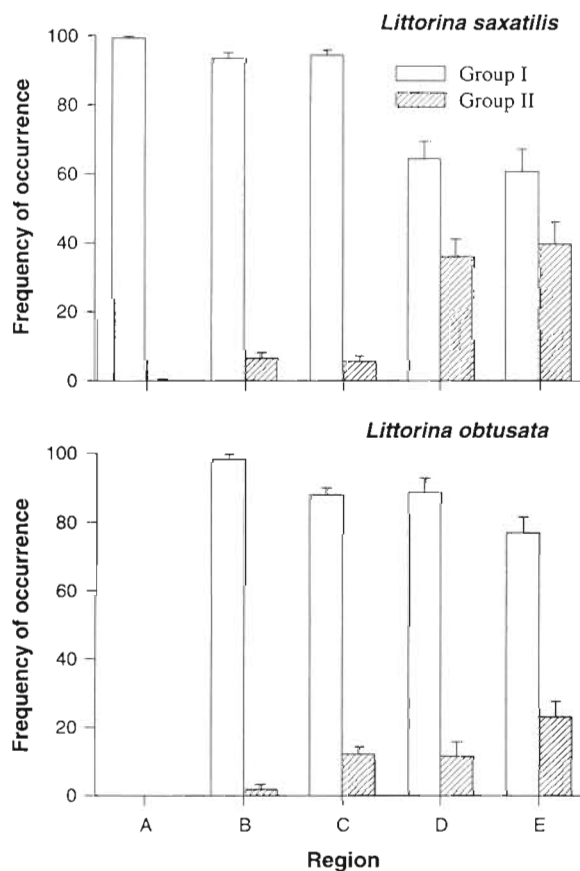 Littorina saxatilis
Group I
Group II
Frequency of occurrence
100
80
60
40
20
0
Littorina obtusata
Frequency of occurrence
100
80
60
40
20
0
A B C D E
Region